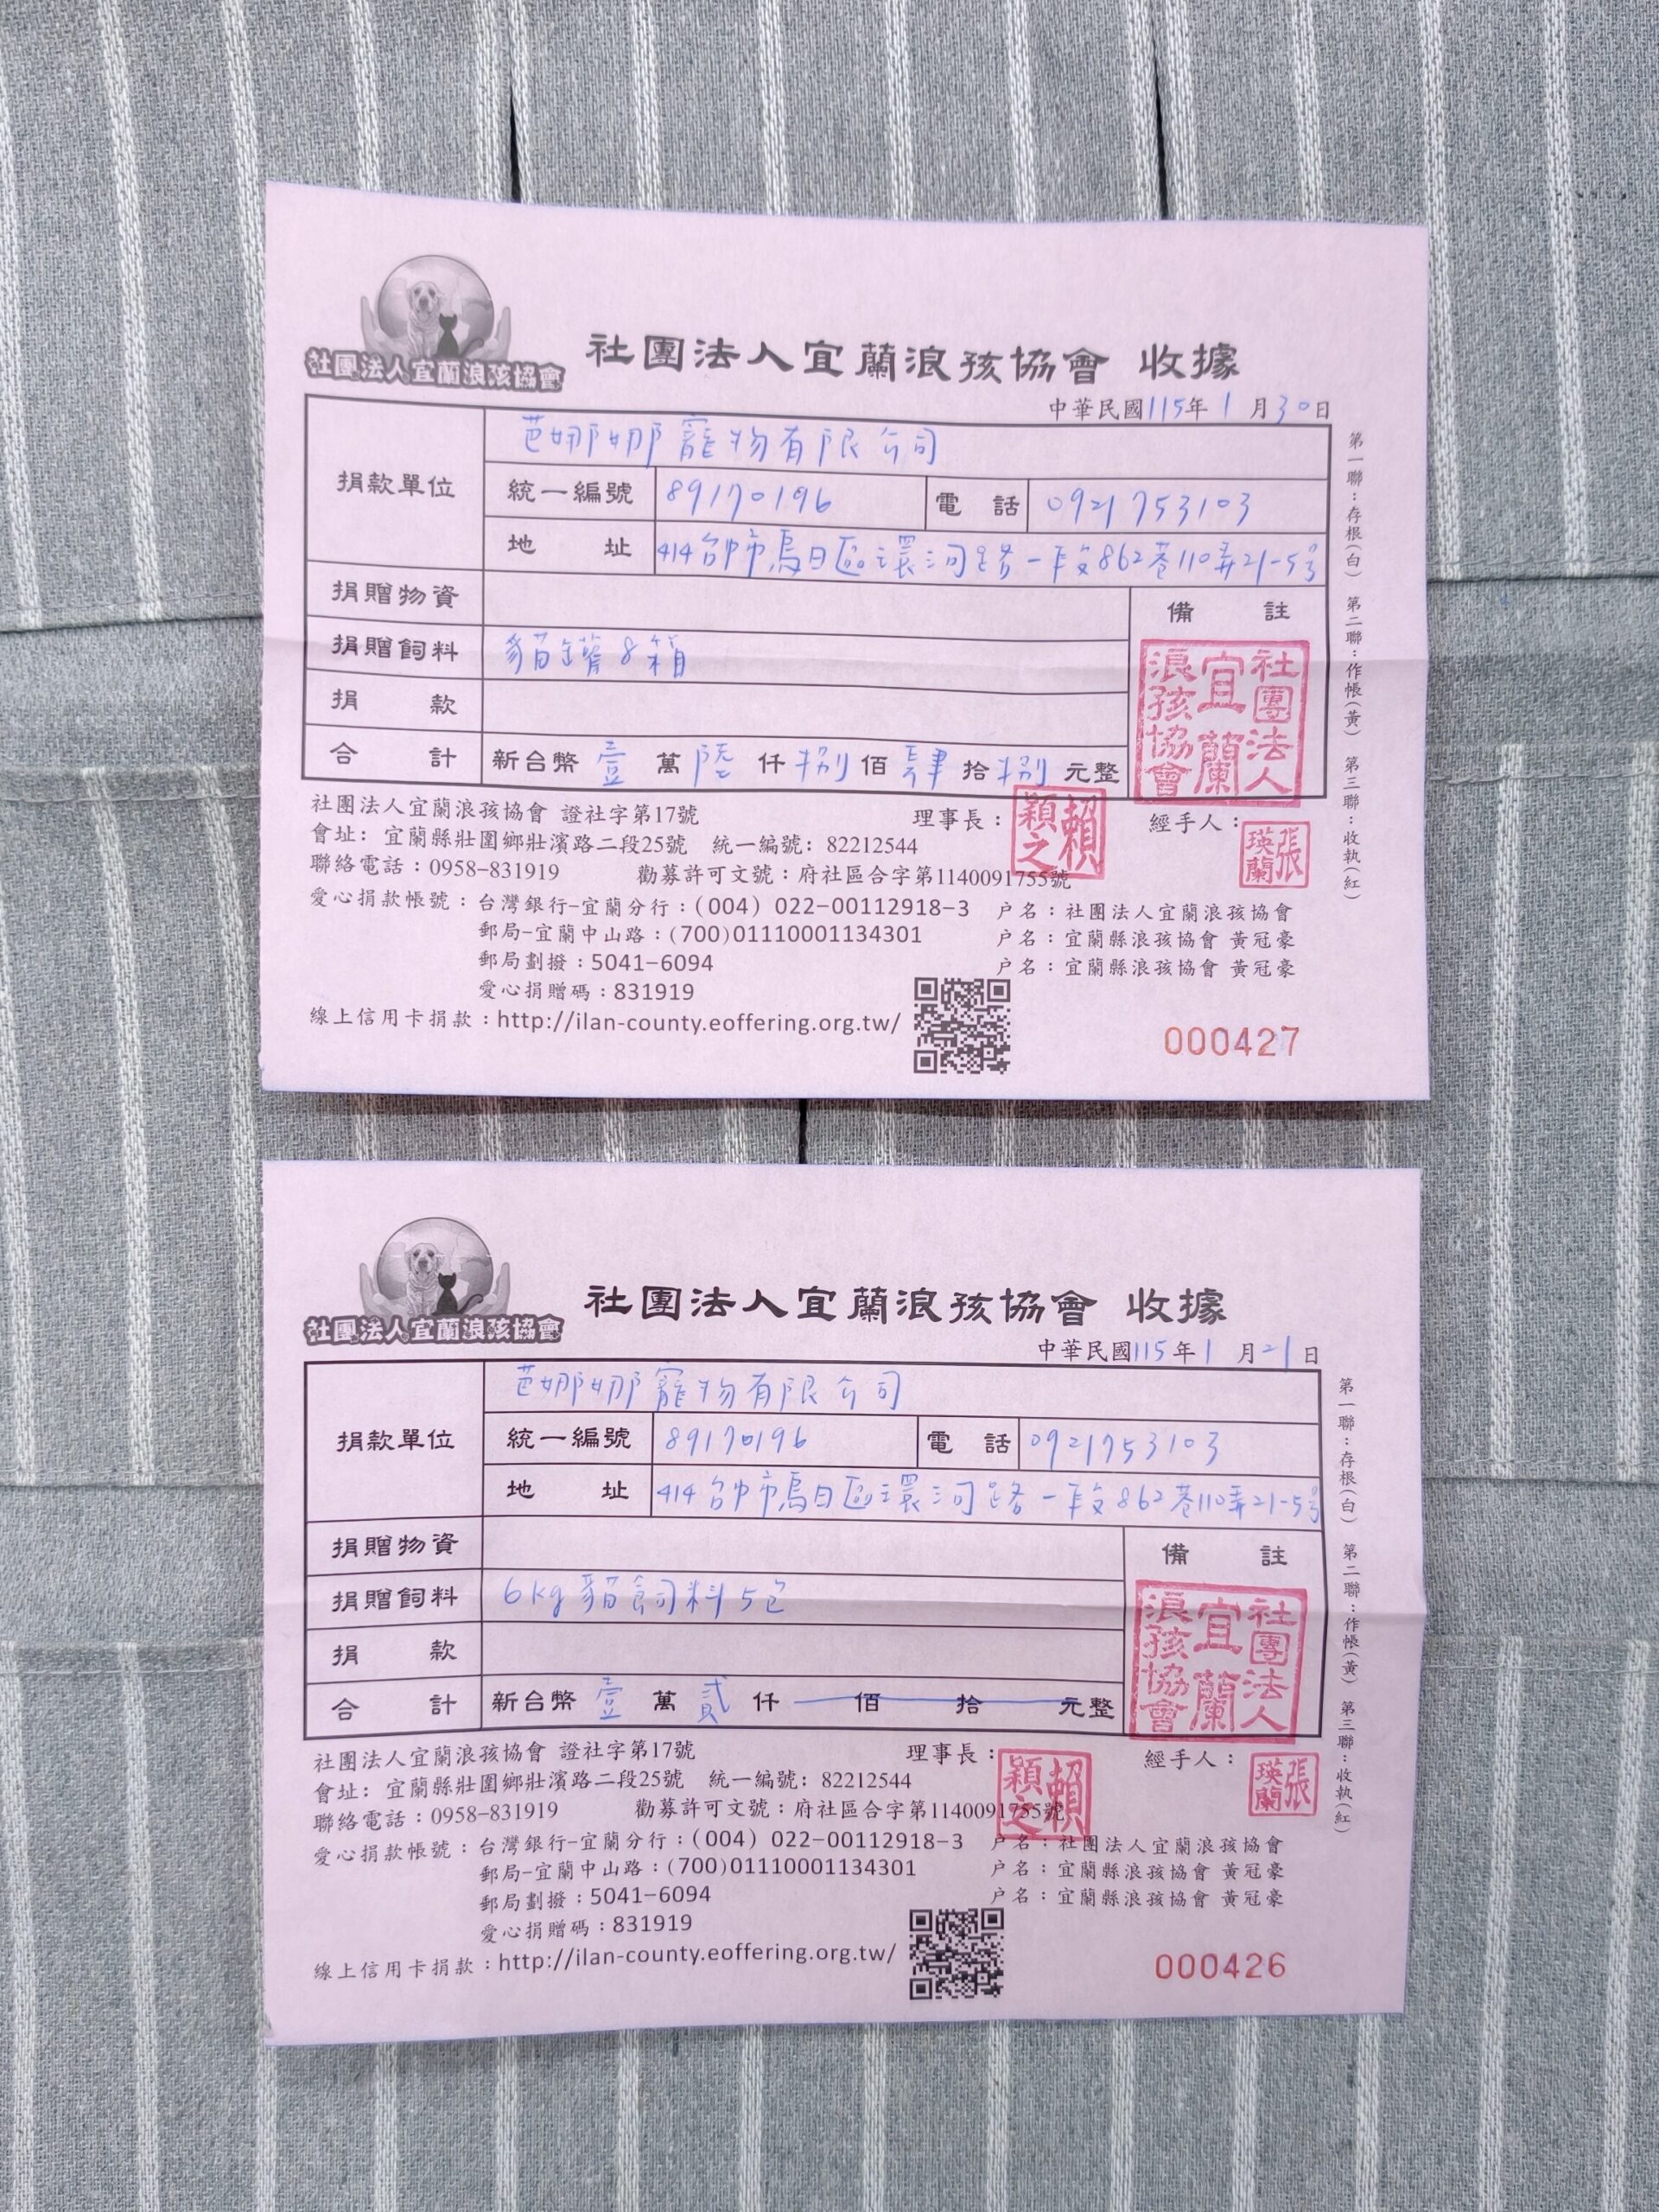 社團法人宜蘭浪孩協會
社團法人宜蘭浪孩協會 收據
中華民國115年1月30日
捐款單位 芭娜娜寵物有限公司
統一編號 89170196 電話 0921753103
地址 414台中市烏日區環河路一段862巷110弄21-5号
捐贈物資 備註
捐贈飼料 貓罐8箱
捐款
合計 新台幣壹萬陸仟捌佰肆拾捌元整
社團法人宜蘭浪孩協會
社團法人宜蘭浪孩協會 證社字第17號 理事長: 賴穎之 經手人: 張瑛蘭
會址: 宜蘭縣壯圍鄉壯濱路二段25號 統一編號: 82212544
聯絡電話:0958-831919 勸募許可文號:府社區合字第1140091755號
愛心捐款帳號:台灣銀行-宜蘭分行:(004) 022-00112918-3 戶名:社團法人宜蘭浪孩協會
郵局-宜蘭中山路:(700)01110001134301 戶名:宜蘭縣浪孩協會 黃冠豪
郵局劃撥:5041-6094 戶名:宜蘭縣浪孩協會 黃冠豪
愛心捐贈碼:831919
線上信用卡捐款:http://ilan-county.eoffering.org.tw/
000427
第一聯:存根(白) 第二聯:作帳(黃) 第三聯:收執(紅)
社團法人宜蘭浪孩協會
社團法人宜蘭浪孩協會 收據
中華民國115年1月21日
捐款單位 芭娜娜寵物有限公司
統一編號 89170196 電話 0921753103
地址 414台中市烏日區環河路一段862巷110弄21-5号
捐贈物資 備註
捐贈飼料 6kg貓飼料5包
捐款
合計 新台幣壹萬貳仟 佰 拾 元整
社團法人宜蘭浪孩協會
社團法人宜蘭浪孩協會 證社字第17號 理事長: 賴穎之 經手人: 張瑛蘭
會址: 宜蘭縣壯圍鄉壯濱路二段25號 統一編號: 82212544
聯絡電話:0958-831919 勸募許可文號:府社區合字第1140091755號
愛心捐款帳號:台灣銀行-宜蘭分行:(004) 022-00112918-3 戶名:社團法人宜蘭浪孩協會
郵局-宜蘭中山路:(700)01110001134301 戶名:宜蘭縣浪孩協會 黃冠豪
郵局劃撥:5041-6094 戶名:宜蘭縣浪孩協會 黃冠豪
愛心捐贈碼:831919
線上信用卡捐款:http://ilan-county.eoffering.org.tw/
000426
第一聯:存根(白) 第二聯:作帳(黃) 第三聯:收執(紅)